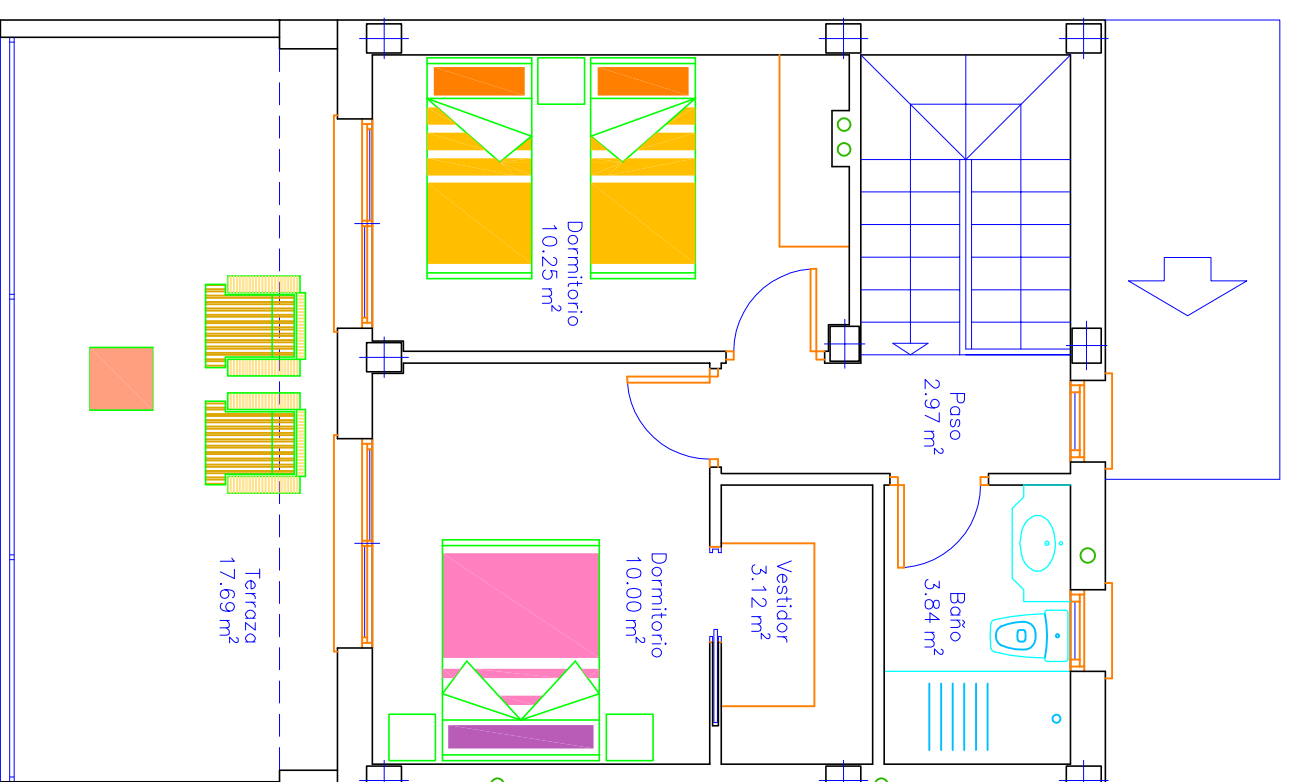 Dormitorio
10.25 m²
Paso
2.97 m²
Dormitorio
10.00 m²
Vestidor
3.12 m²
Baño
3.84 m²
Terraza
17.69 m²